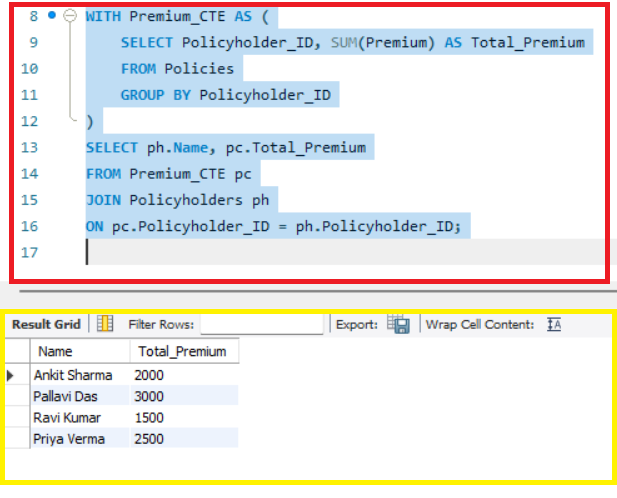 8 WITH Premium_CTE AS (
9 SELECT Policyholder_ID, SUM(Premium) AS Total_Premium
10 FROM Policies
11 GROUP BY Policyholder_ID
12 )
13 SELECT ph.Name, pc.Total_Premium
14 FROM Premium_CTE pc
15 JOIN Policyholders ph
16 ON pc.Policyholder_ID = ph.Policyholder_ID;
17
Result Grid Filter Rows: Export: Wrap Cell Content: IA
Name Total_Premium
Ankit Sharma 2000
Pallavi Das 3000
Ravi Kumar 1500
Priya Verma 2500